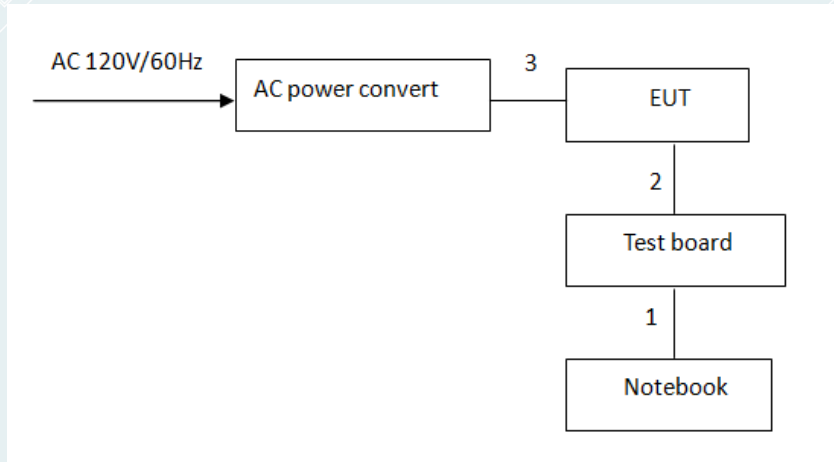 AC 120V/60Hz
AC power convert
3
EUT
2
Test board
1
Notebook